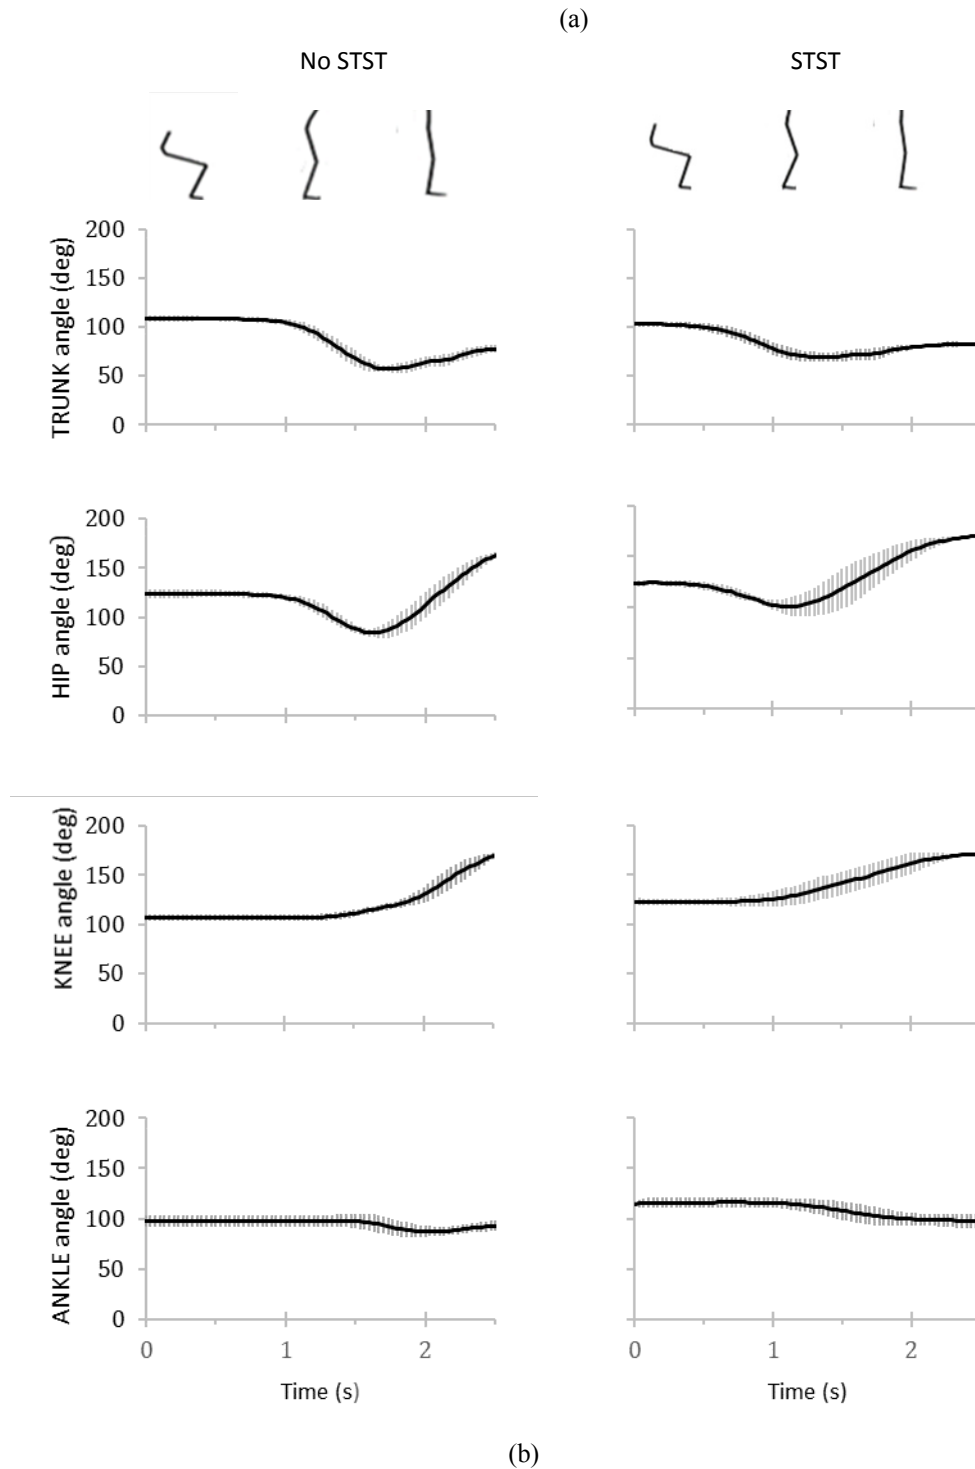 (a)
No STST
STST
TRUNK angle (deg)
200
150
100
50
0
HIP angle (deg)
200
150
100
50
0
KNEE angle (deg)
200
150
100
50
0
ANKLE angle (deg)
200
150
100
50
0
0 1 2
0 1 2
Time (s)
Time (s)
(b)